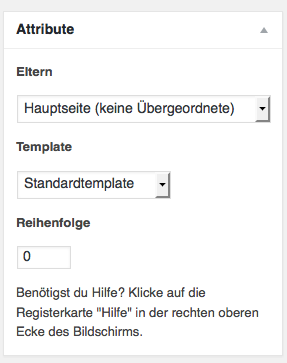 Attribute
Eltern
Hauptseite (keine Übergeordnete)
Template
Standardtemplate
Reihenfolge
0
Benötigst du Hilfe? Klicke auf die
Registerkarte "Hilfe" in der rechten oberen
Ecke des Bildschirms.